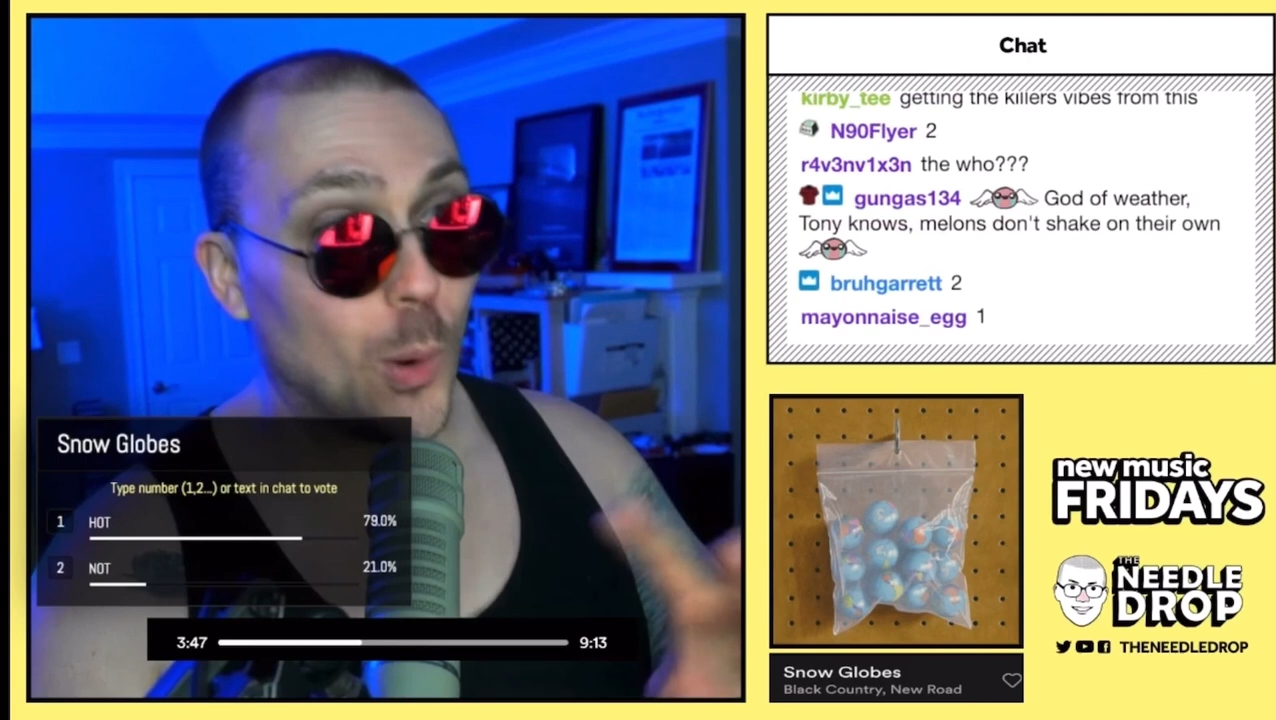 Chat
kirby_tee getting the killers vibes from this
N90Flyer 2
r4v3nv1x3n the who???
gungas134 God of weather,
Tony knows, melons don't shake on their own
bruhgarrett 2
mayonnaise_egg 1
Snow Globes
Type number (1,2...) or text in chat to vote
1 HOT 79.0%
2 NOT 21.0%
3:47 9:13
Snow Globes
Black Country, New Road
new music
FRIDAYS
THE
NEEDLE
DROP
THENEEDLEDROP